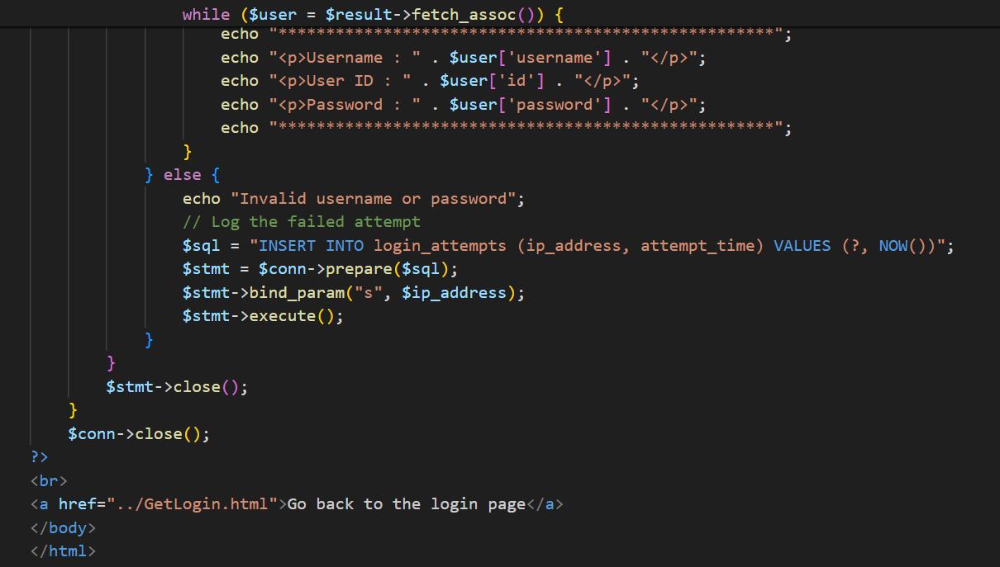 while ($user = $result->fetch_assoc()) {
echo "****************************************************";
echo "<p>Username : " . $user['username'] . "</p>";
echo "<p>User ID : " . $user['id'] . "</p>";
echo "<p>Password : " . $user['password'] . "</p>";
echo "****************************************************";
}
} else {
echo "Invalid username or password";
// Log the failed attempt
$sql = "INSERT INTO login_attempts (ip_address, attempt_time) VALUES (?, NOW())";
$stmt = $conn->prepare($sql);
$stmt->bind_param("s", $ip_address);
$stmt->execute();
}
}
$stmt->close();
}
$conn->close();
?>
<br>
<a href="../GetLogin.html">Go back to the login page</a>
</body>
</html>